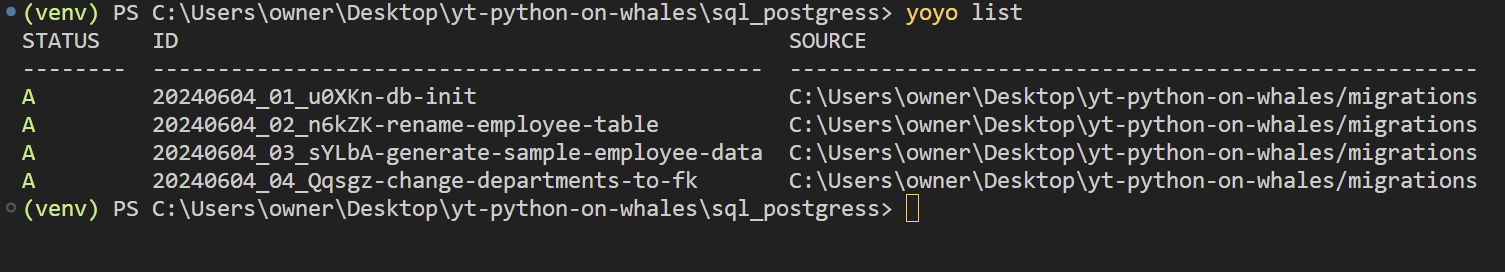 (venv) PS C:\Users\owner\Desktop\yt-python-on-whales\sql_postgress> yoyo list
STATUS    ID                                               SOURCE
--------  -----------------------------------------------  -----------------------------------------------------
A         20240604_01_u0XKn-db-init                        C:\Users\owner\Desktop\yt-python-on-whales/migrations
A         20240604_02_n6kZK-rename-employee-table          C:\Users\owner\Desktop\yt-python-on-whales/migrations
A         20240604_03_sYLbA-generate-sample-employee-data  C:\Users\owner\Desktop\yt-python-on-whales/migrations
A         20240604_04_Qqsgz-change-departments-to-fk       C:\Users\owner\Desktop\yt-python-on-whales/migrations
(venv) PS C:\Users\owner\Desktop\yt-python-on-whales\sql_postgress>